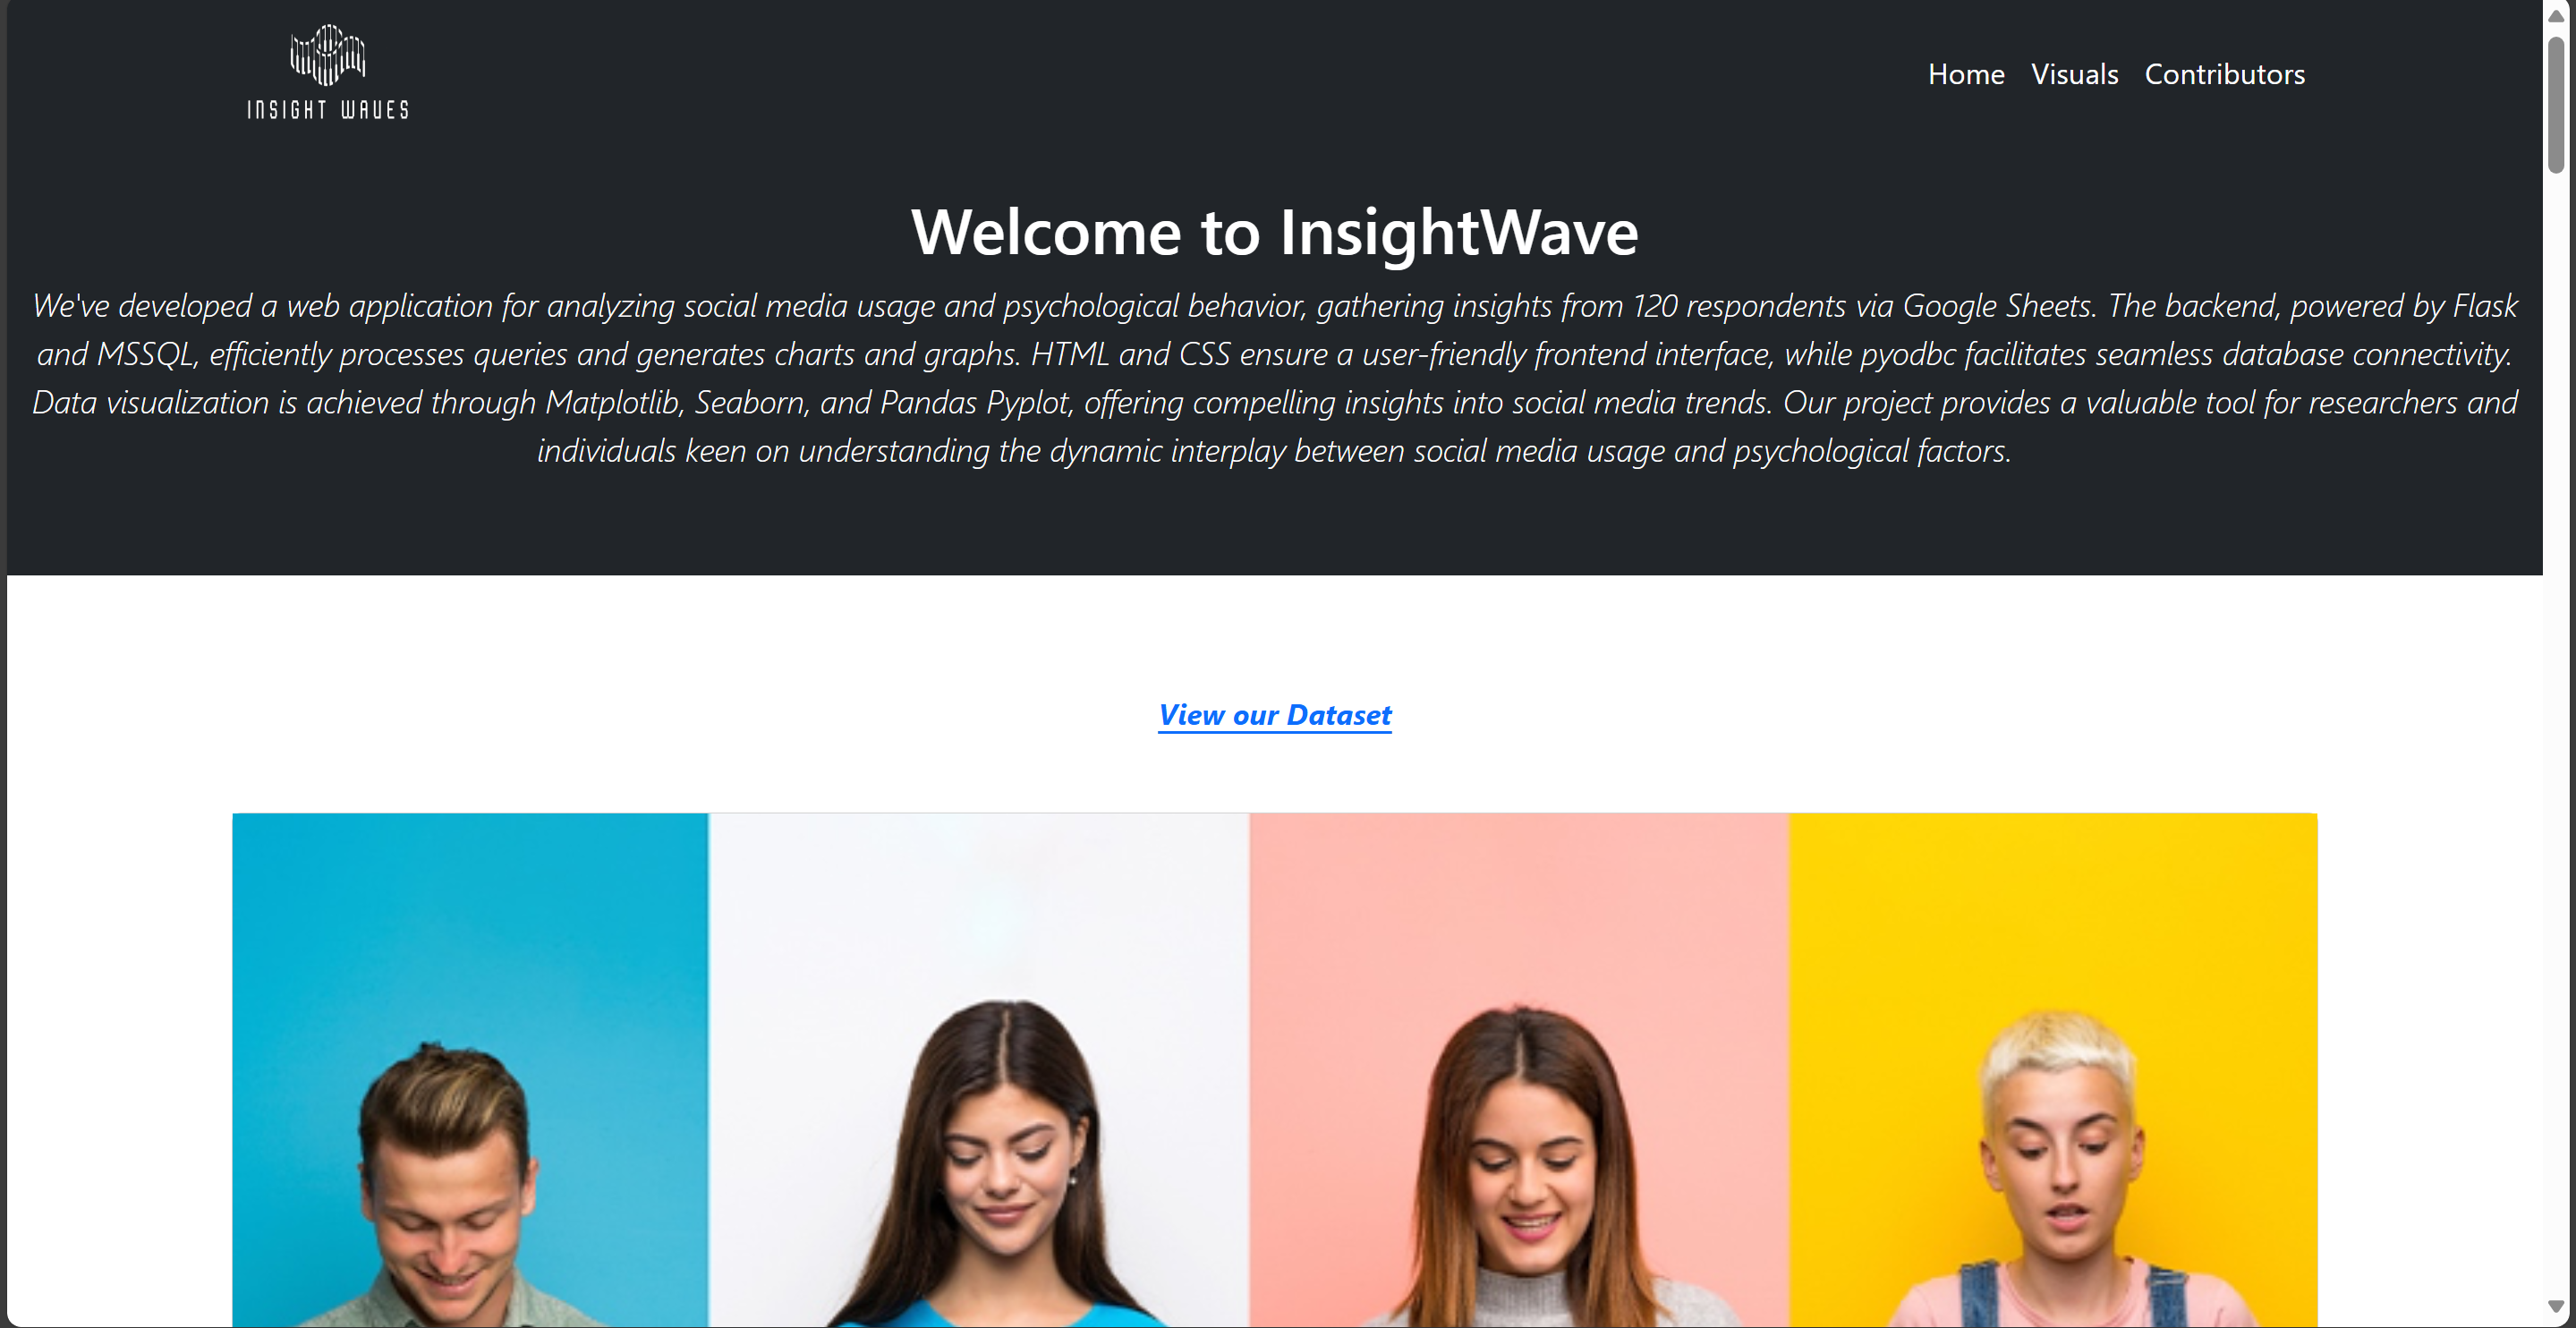 INSIGHT WAVES
Home Visuals Contributors
Welcome to InsightWave
We've developed a web application for analyzing social media usage and psychological behavior, gathering insights from 120 respondents via Google Sheets. The backend, powered by Flask
and MSSQL, efficiently processes queries and generates charts and graphs. HTML and CSS ensure a user-friendly frontend interface, while pyodbc facilitates seamless database connectivity.
Data visualization is achieved through Matplotlib, Seaborn, and Pandas Pyplot, offering compelling insights into social media trends. Our project provides a valuable tool for researchers and
individuals keen on understanding the dynamic interplay between social media usage and psychological factors.
View our Dataset